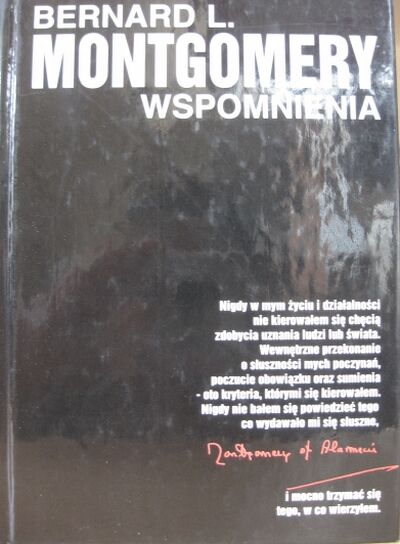 BERNARD L.
MONTGOMERY
WSPOMNIENIA
Nigdy w mym życiu i działalności
nie kierowałem się chęcią
zdobycia uznania ludzi lub świata.
Wewnętrzne przekonanie
o słuszności mych poczynań,
poczucie obowiązku oraz sumienia
- oto kryteria, którymi się kierowałem.
Nigdy nie bałem się powiedzieć tego
co wydawało mi się słuszne,
Montgomery of Alamein
i mocno trzymać się
tego, w co wierzyłem.